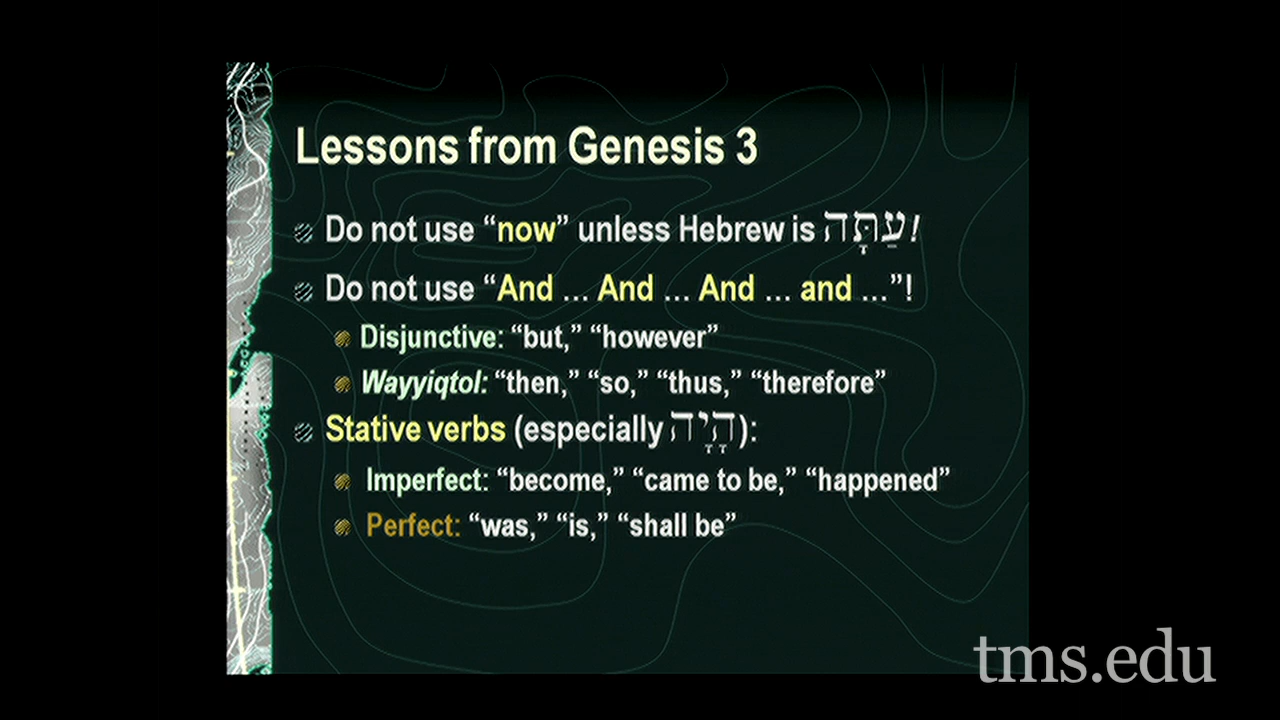 Lessons from Genesis 3
Do not use “now” unless Hebrew is עַתָּה!
Do not use “And ... And ... And ... and ...”!
Disjunctive: “but,” “however”
Wayyiqtol: “then,” “so,” “thus,” “therefore”
Stative verbs (especially הָיָה):
Imperfect: “become,” “came to be,” “happened”
Perfect: “was,” “is,” “shall be”
tms.edu